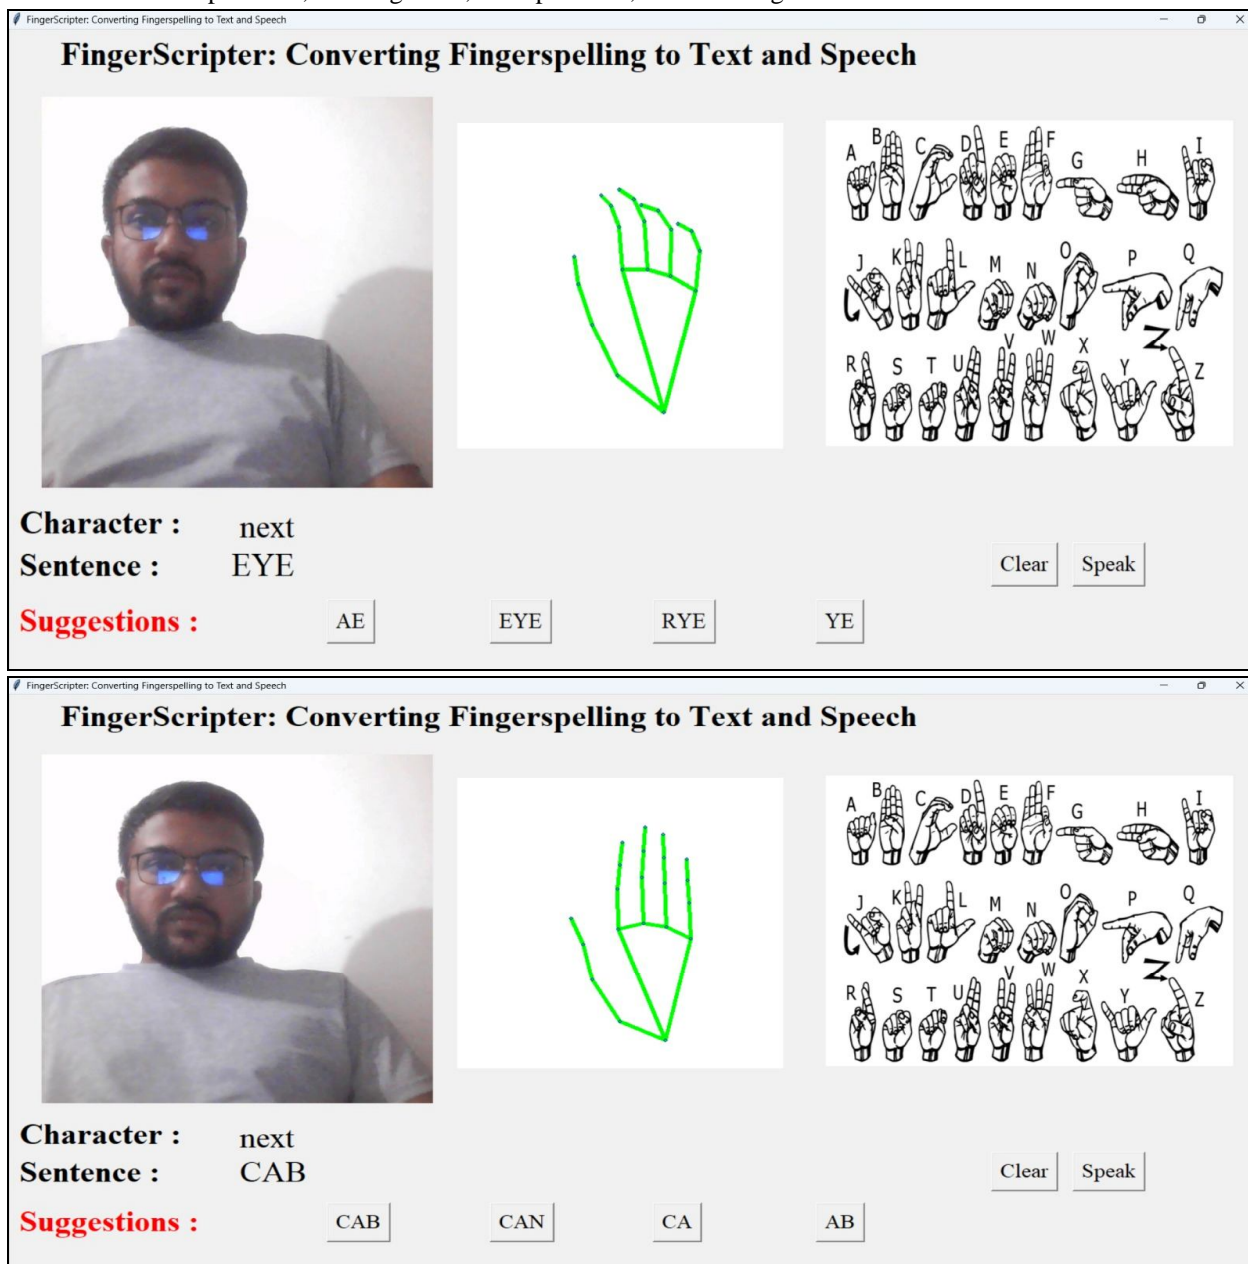 FingerScripter: Converting Fingerspelling to Text and Speech
FingerScripter: Converting Fingerspelling to Text and Speech
A B C D E F G H I
J K L M N O P Q
R S T U V W X Y Z
Character : next
Sentence : EYE
Clear Speak
Suggestions : AE EYE RYE YE
FingerScripter: Converting Fingerspelling to Text and Speech
FingerScripter: Converting Fingerspelling to Text and Speech
A B C D E F G H I
J K L M N O P Q
R S T U V W X Y Z
Character : next
Sentence : CAB
Clear Speak
Suggestions : CAB CAN CA AB